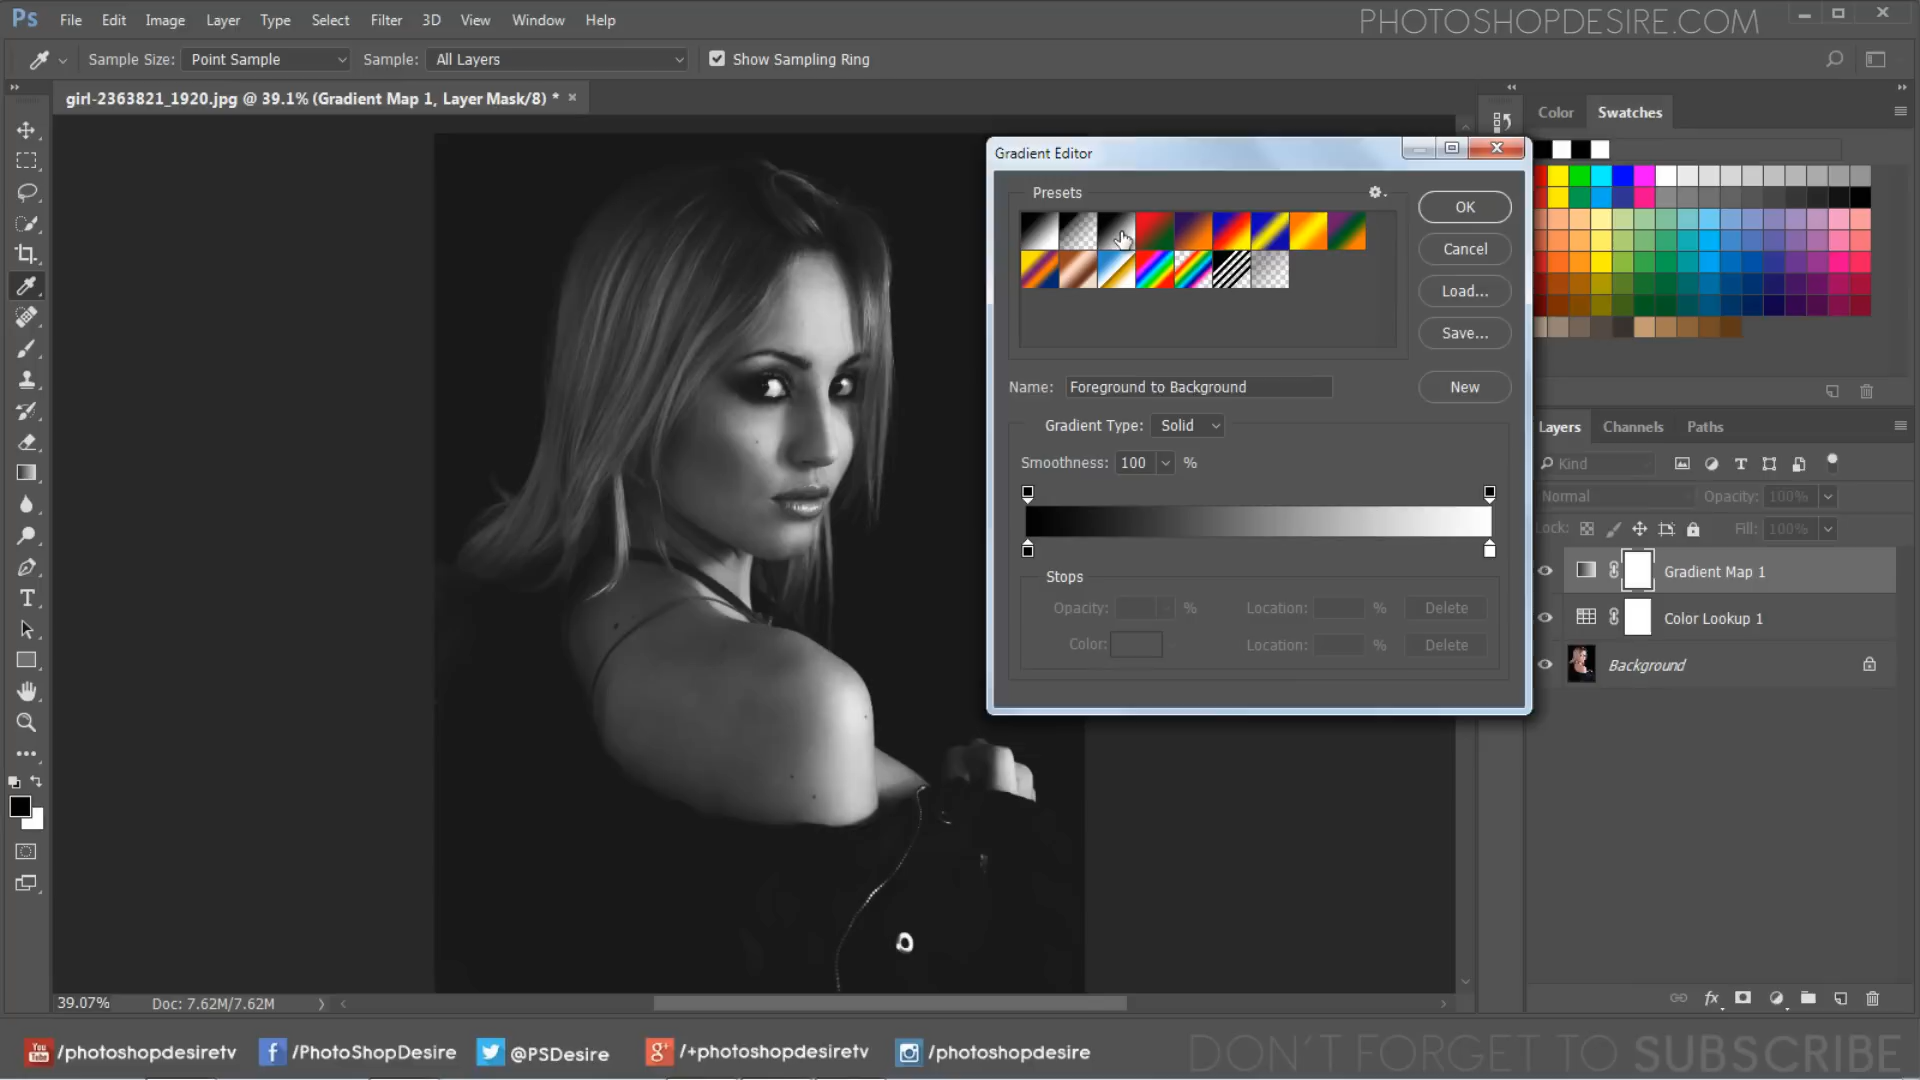 Ps File Edit Image Layer Type Select Filter 3D View Window Help
PHOTOSHOPDESIRE.COM
Sample Size: Point Sample Sample: All Layers Show Sampling Ring
girl-2363821_1920.jpg @ 39.1% (Gradient Map 1, Layer Mask/8) * ×
Color Swatches
Gradient Editor
Presets
OK
Cancel
Load...
Save...
Name: Foreground to Background
New
Gradient Type: Solid
Smoothness: 100 %
Stops
Opacity: % Location: % Delete
Color: Location: % Delete
Layers Channels Paths
Kind
Normal Opacity: 100%
Lock: Fill: 100%
Gradient Map 1
Color Lookup 1
Background
39.07% Doc: 7.62M/7.62M
You Tube /photoshopdesiretv f /PhotoShopDesire @PSDesire g+ /+photoshopdesiretv /photoshopdesire
DON'T FORGET TO SUBSCRIBE